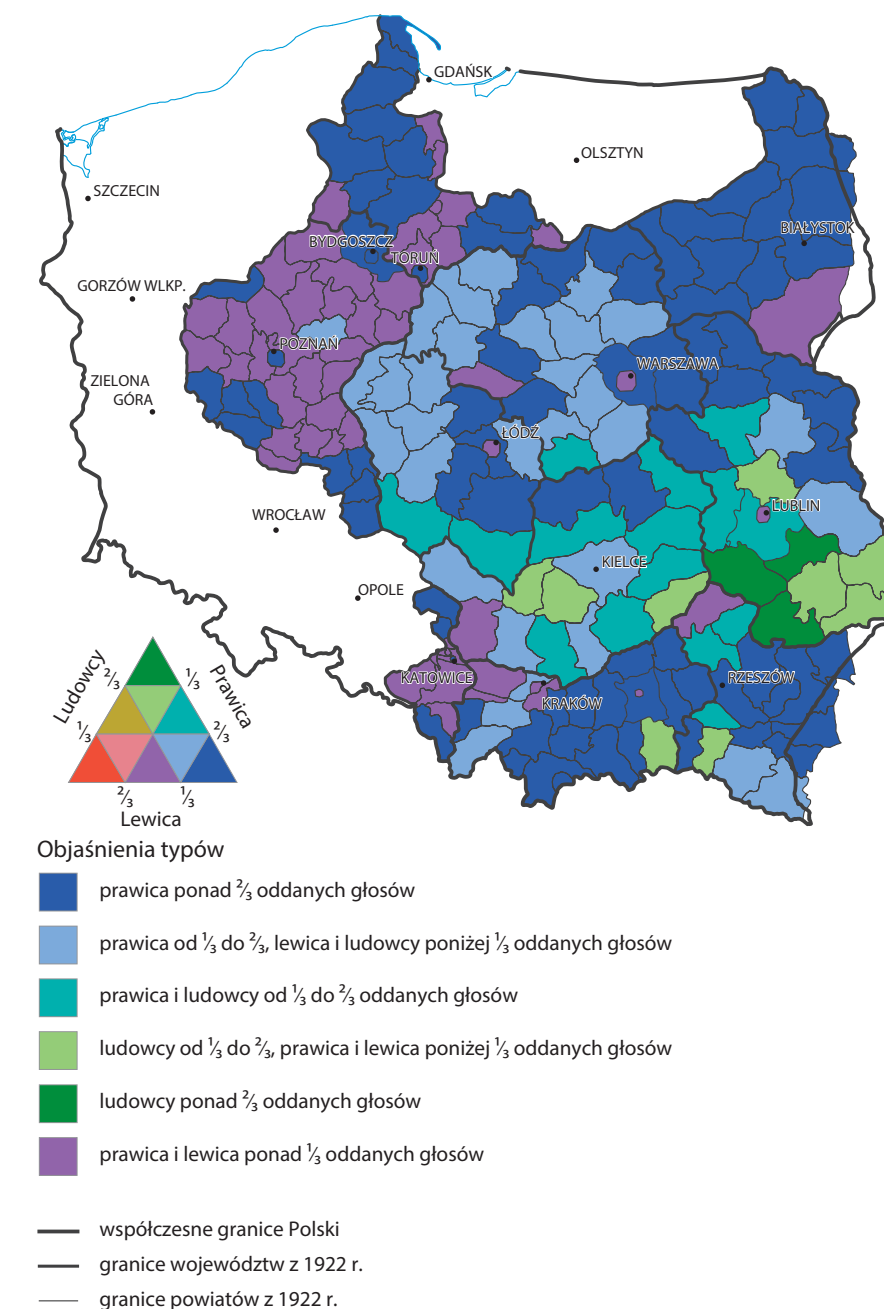 GDAŃSK
OLSZTYN
SZCZECIN
BIAŁYSTOK
BYDGOSZCZ
TORUŃ
GORZÓW WLKP.
POZNAŃ
WARSZAWA
ZIELONA
GÓRA
ŁÓDŹ
LUBLIN
WROCŁAW
KIELCE
OPOLE
KATOWICE
RZESZÓW
KRAKÓW
Ludowcy
Prawica
⅔ ⅓
⅓ ⅔
⅔ ⅓
Lewica
Objaśnienia typów
prawica ponad ⅔ oddanych głosów
prawica od ⅓ do ⅔, lewica i ludowcy poniżej ⅓ oddanych głosów
prawica i ludowcy od ⅓ do ⅔ oddanych głosów
ludowcy od ⅓ do ⅔, prawica i lewica poniżej ⅓ oddanych głosów
ludowcy ponad ⅔ oddanych głosów
prawica i lewica ponad ⅓ oddanych głosów
współczesne granice Polski
granice województw z 1922 r.
granice powiatów z 1922 r.